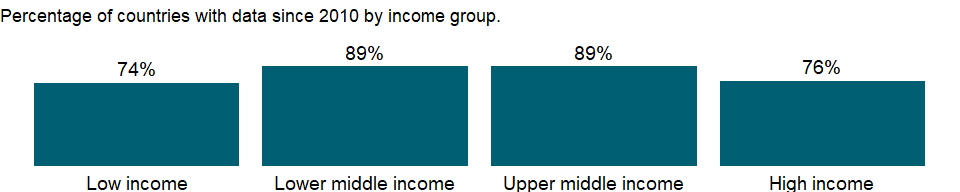 Percentage of countries with data since 2010 by income group.
74%
89%
89%
76%
Low income
Lower middle income
Upper middle income
High income